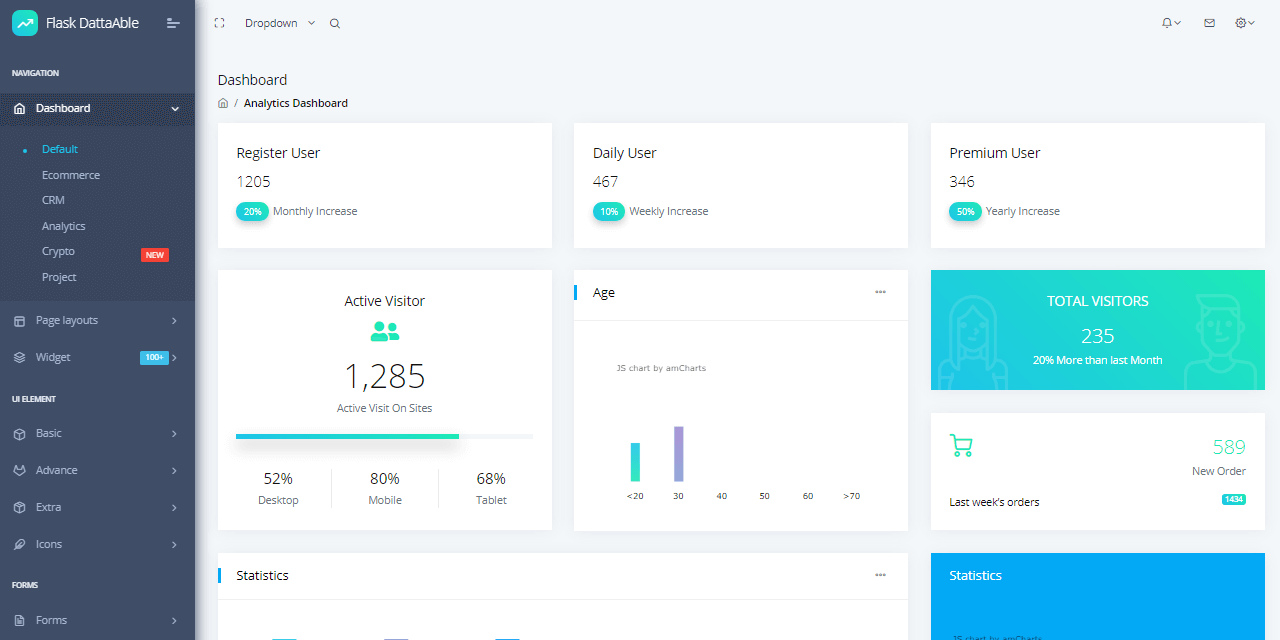 Flask DattaAble
NAVIGATION
Dashboard
Default
Ecommerce
CRM
Analytics
Crypto NEW
Project
Page layouts
Widget 100+
UI ELEMENT
Basic
Advance
Extra
Icons
FORMS
Forms
Dropdown
Dashboard
/ Analytics Dashboard
Register User
1205
20% Monthly Increase
Daily User
467
10% Weekly Increase
Premium User
346
50% Yearly Increase
Active Visitor
1,285
Active Visit On Sites
52% 80% 68%
Desktop Mobile Tablet
Age
JS chart by amCharts
<20 30 40 50 60 >70
TOTAL VISITORS
235
20% More than last Month
589
New Order
Last week's orders 1434
Statistics
Statistics
JS chart by amCharts